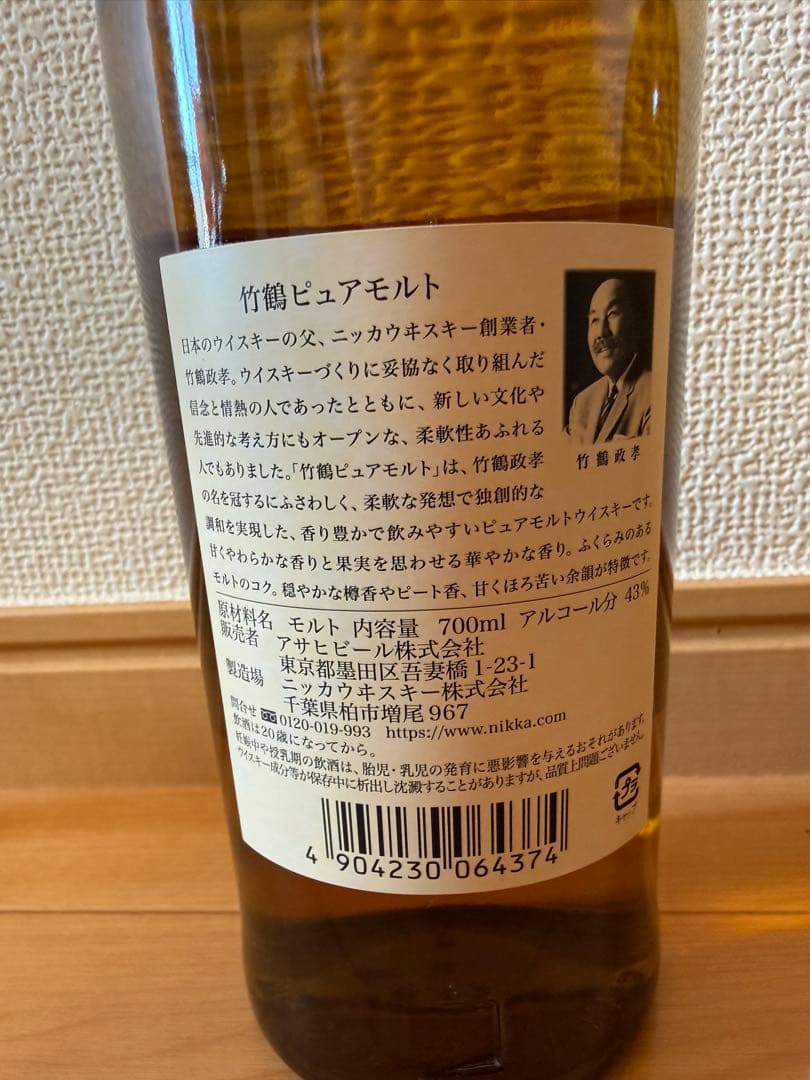 竹鶴ピュアモルト
日本のウイスキーの父、ニッカウヰスキー創業者・
竹鶴政孝。ウイスキーづくりに妥協なく取り組んだ
信念と情熱の人であったとともに、新しい文化や
先進的な考え方にもオープンな、柔軟性あふれる
人でもありました。「竹鶴ピュアモルト」は、竹鶴政孝
の名を冠するにふさわしく、柔軟な発想で独創的な
調和を実現した、香り豊かで飲みやすいピュアモルトウイスキーです。
甘くやわらかな香りと果実を思わせる華やかな香り。ふくらみのある
モルトのコク。穏やかな樽香やピート香、甘くほろ苦い余韻が特徴です。
竹鶴政孝
原材料名 モルト 内容量 700ml アルコール分 43%
販売者 アサヒビール株式会社
東京都墨田区吾妻橋1-23-1
製造場 ニッカウヰスキー株式会社
千葉県柏市増尾967
問合せ 0120-019-993 https://www.nikka.com
飲酒は20歳になってから。
妊娠中や授乳期の飲酒は、胎児・乳児の発育に悪影響を与えるおそれがあります。
ウイスキー成分等が保存中に析出し沈澱することがありますが、品質上問題ございません。
プラ
キャップ
4 904230 064374